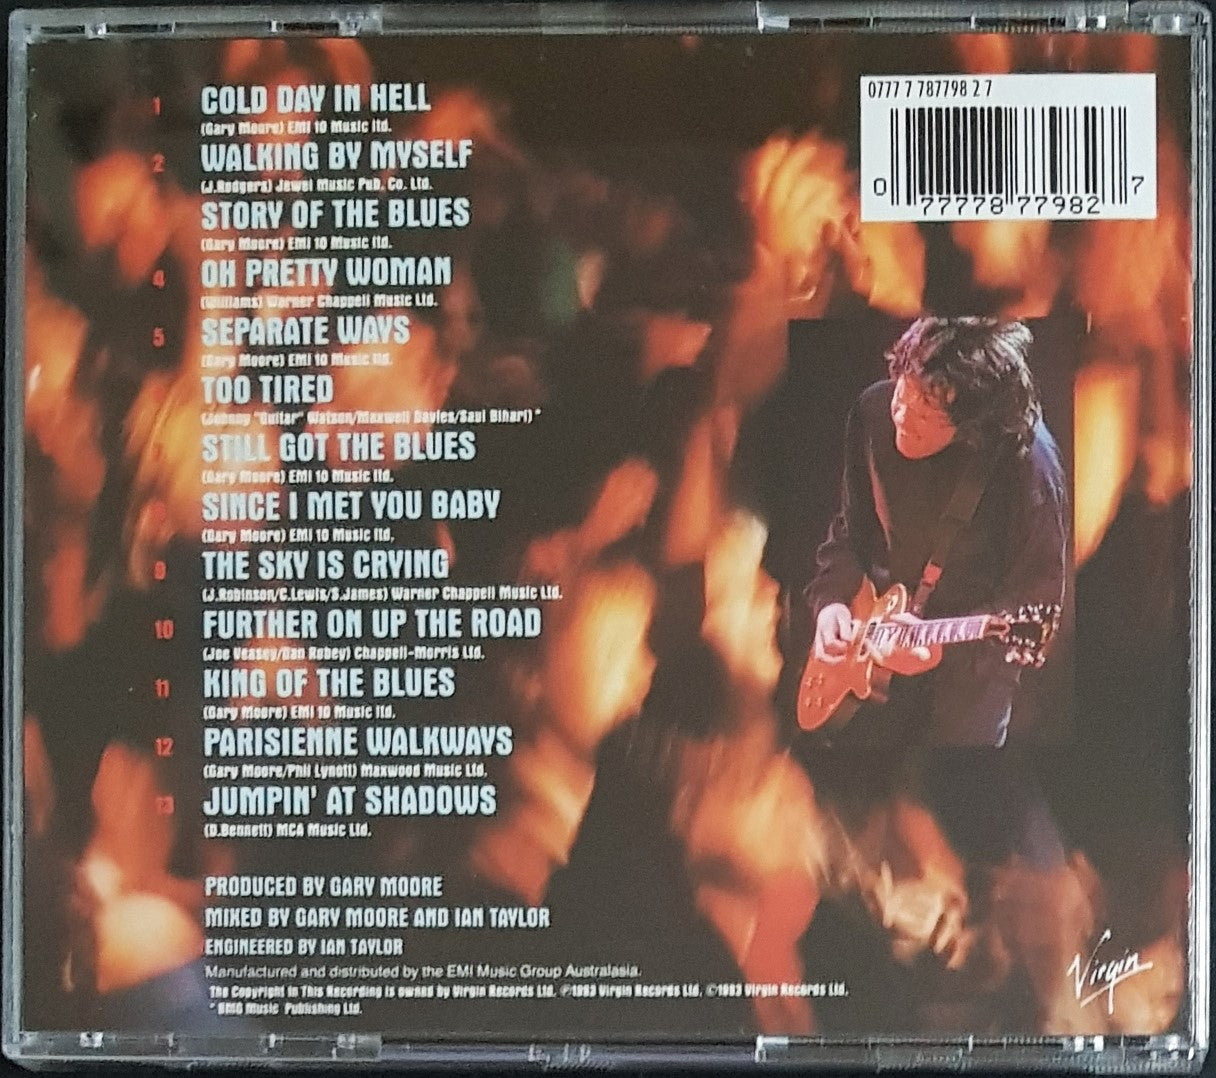 0777 7 787798 2 7
0 77778 77982 7
1 COLD DAY IN HELL
(Gary Moore) EMI 10 Music ltd.
2 WALKING BY MYSELF
(J.Rodgers) Jewel Music Pub. Co. Ltd.
STORY OF THE BLUES
(Gary Moore) EMI 10 Music ltd.
4 OH PRETTY WOMAN
(Williams) Warner Chappell Music Ltd.
5 SEPARATE WAYS
(Gary Moore) EMI 10 Music ltd.
TOO TIRED
(Johnny "Guitar" Watson/Maxwell Davies/Saul Bihari)*
STILL GOT THE BLUES
(Gary Moore) EMI 10 Music ltd.
SINCE I MET YOU BABY
(Gary Moore) EMI 10 Music ltd.
9 THE SKY IS CRYING
(J.Robinson/C.Lewis/S.James) Warner Chappell Music Ltd.
10 FURTHER ON UP THE ROAD
(Joe Veasey/Dan Robey) Chappell-Morris Ltd.
11 KING OF THE BLUES
(Gary Moore) EMI 10 Music ltd.
12 PARISIENNE WALKWAYS
(Gary Moore/Phil Lynott) Maxwood Music Ltd.
13 JUMPIN' AT SHADOWS
(D.Bennett) MCA Music Ltd.
PRODUCED BY GARY MOORE
MIXED BY GARY MOORE AND IAN TAYLOR
ENGINEERED BY IAN TAYLOR
Manufactured and distributed by the EMI Music Group Australasia.
The Copyright in This Recording is owned by Virgin Records Ltd. ℗1993 Virgin Records Ltd. ©1993 Virgin Records Ltd.
* BMG Music Publishing Ltd.
Virgin